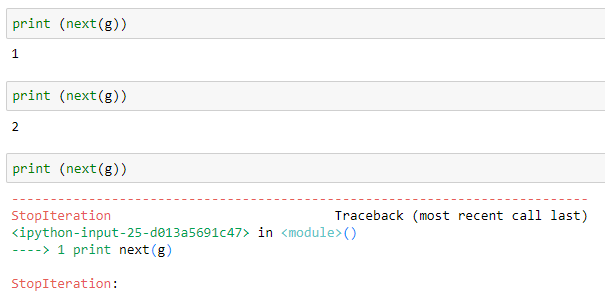 print (next(g))
1
print (next(g))
2
print (next(g))
---------------------------------------------------------------------------
StopIteration                             Traceback (most recent call last)
<ipython-input-25-d013a5691c47> in <module>()
----> 1 print next(g)
StopIteration: